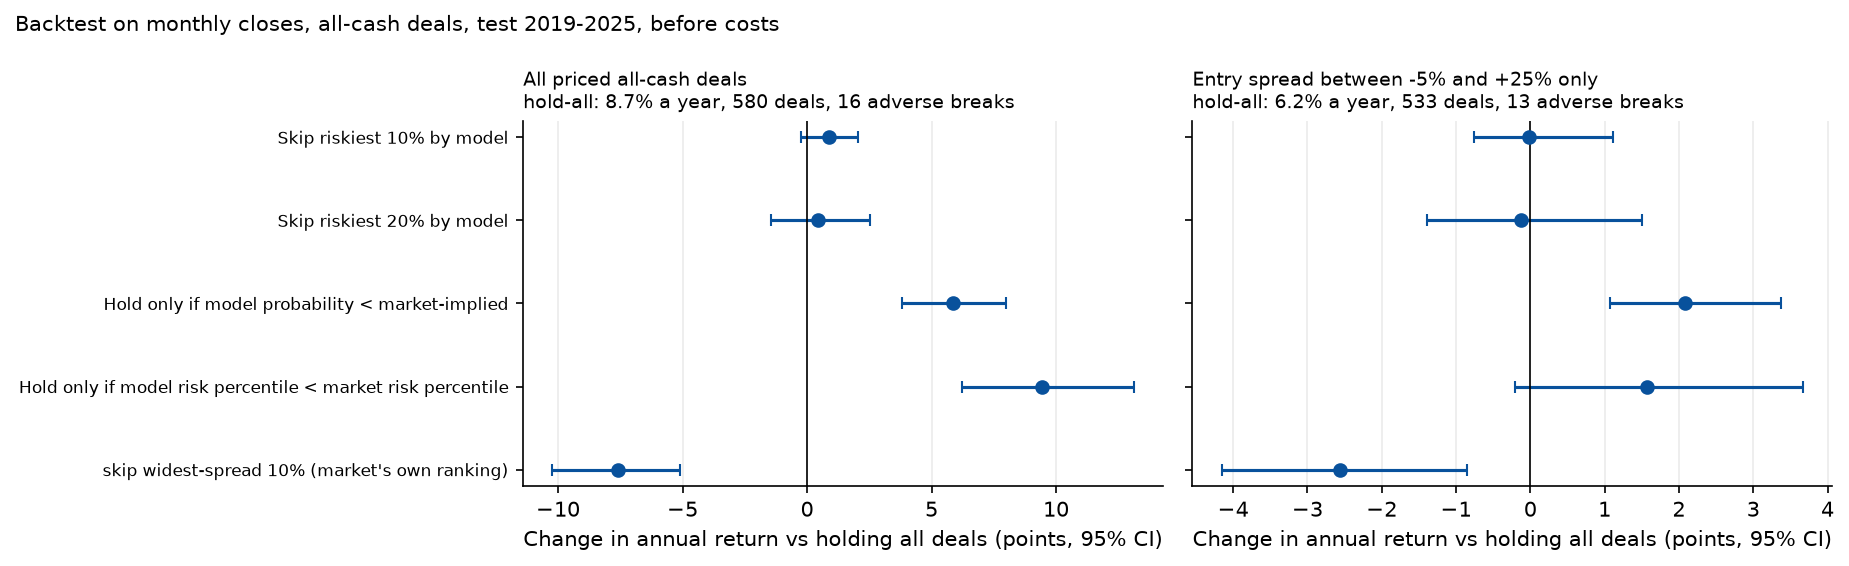 Backtest on monthly closes, all-cash deals, test 2019-2025, before costs
All priced all-cash deals
hold-all: 8.7% a year, 580 deals, 16 adverse breaks
Entry spread between -5% and +25% only
hold-all: 6.2% a year, 533 deals, 13 adverse breaks
Skip riskiest 10% by model
Skip riskiest 20% by model
Hold only if model probability < market-implied
Hold only if model risk percentile < market risk percentile
skip widest-spread 10% (market's own ranking)
−10 −5 0 5 10
Change in annual return vs holding all deals (points, 95% CI)
−4 −3 −2 −1 0 1 2 3 4
Change in annual return vs holding all deals (points, 95% CI)